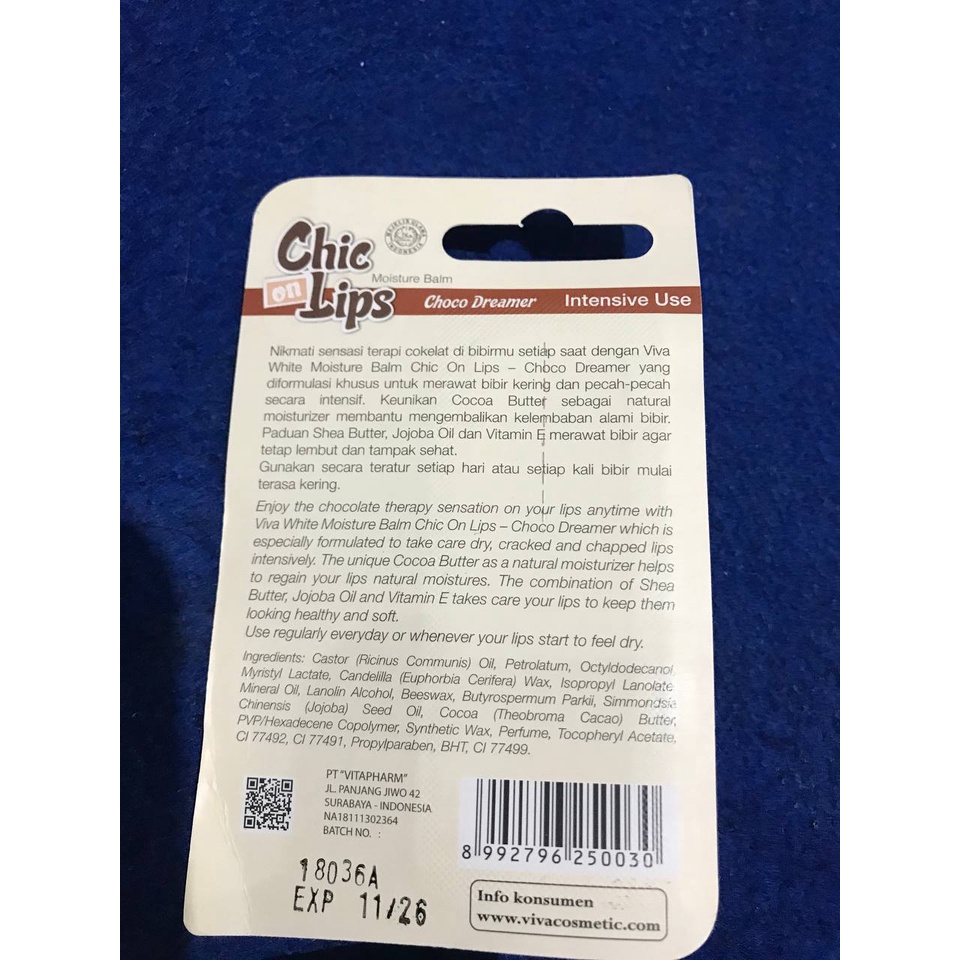 Chic
on
Lips
MAJELIS ULAMA
INDONESIA
Moisture Balm
Choco Dreamer
Intensive Use
Nikmati sensasi terapi cokelat di bibirmu setiap saat dengan Viva
White Moisture Balm Chic On Lips – Choco Dreamer yang
diformulasi khusus untuk merawat bibir kering dan pecah-pecah
secara intensif. Keunikan Cocoa Butter sebagai natural
moisturizer membantu mengembalikan kelembaban alami bibir.
Paduan Shea Butter, Jojoba Oil dan Vitamin E merawat bibir agar
tetap lembut dan tampak sehat.
Gunakan secara teratur setiap hari atau setiap kali bibir mulai
terasa kering.
Enjoy the chocolate therapy sensation on your lips anytime with
Viva White Moisture Balm Chic On Lips – Choco Dreamer which is
especially formulated to take care dry, cracked and chapped lips
intensively. The unique Cocoa Butter as a natural moisturizer helps
to regain your lips natural moistures. The combination of Shea
Butter, Jojoba Oil and Vitamin E takes care your lips to keep them
looking healthy and soft.
Use regularly everyday or whenever your lips start to feel dry.
Ingredients: Castor (Ricinus Communis) Oil, Petrolatum, Octyldodecanol,
Myristyl Lactate, Candelilla (Euphorbia Cerifera) Wax, Isopropyl Lanolate,
Mineral Oil, Lanolin Alcohol, Beeswax, Butyrospermum Parkii, Simmondsia
Chinensis (Jojoba) Seed Oil, Cocoa (Theobroma Cacao) Butter,
PVP/Hexadecene Copolymer, Synthetic Wax, Perfume, Tocopheryl Acetate,
CI 77492, CI 77491, Propylparaben, BHT, CI 77499.
PT "VITAPHARM"
JL. PANJANG JIWO 42
SURABAYA - INDONESIA
NA18111302364
BATCH NO. :
18036A
EXP 11/26
8 992796 250030
Info konsumen
www.vivacosmetic.com